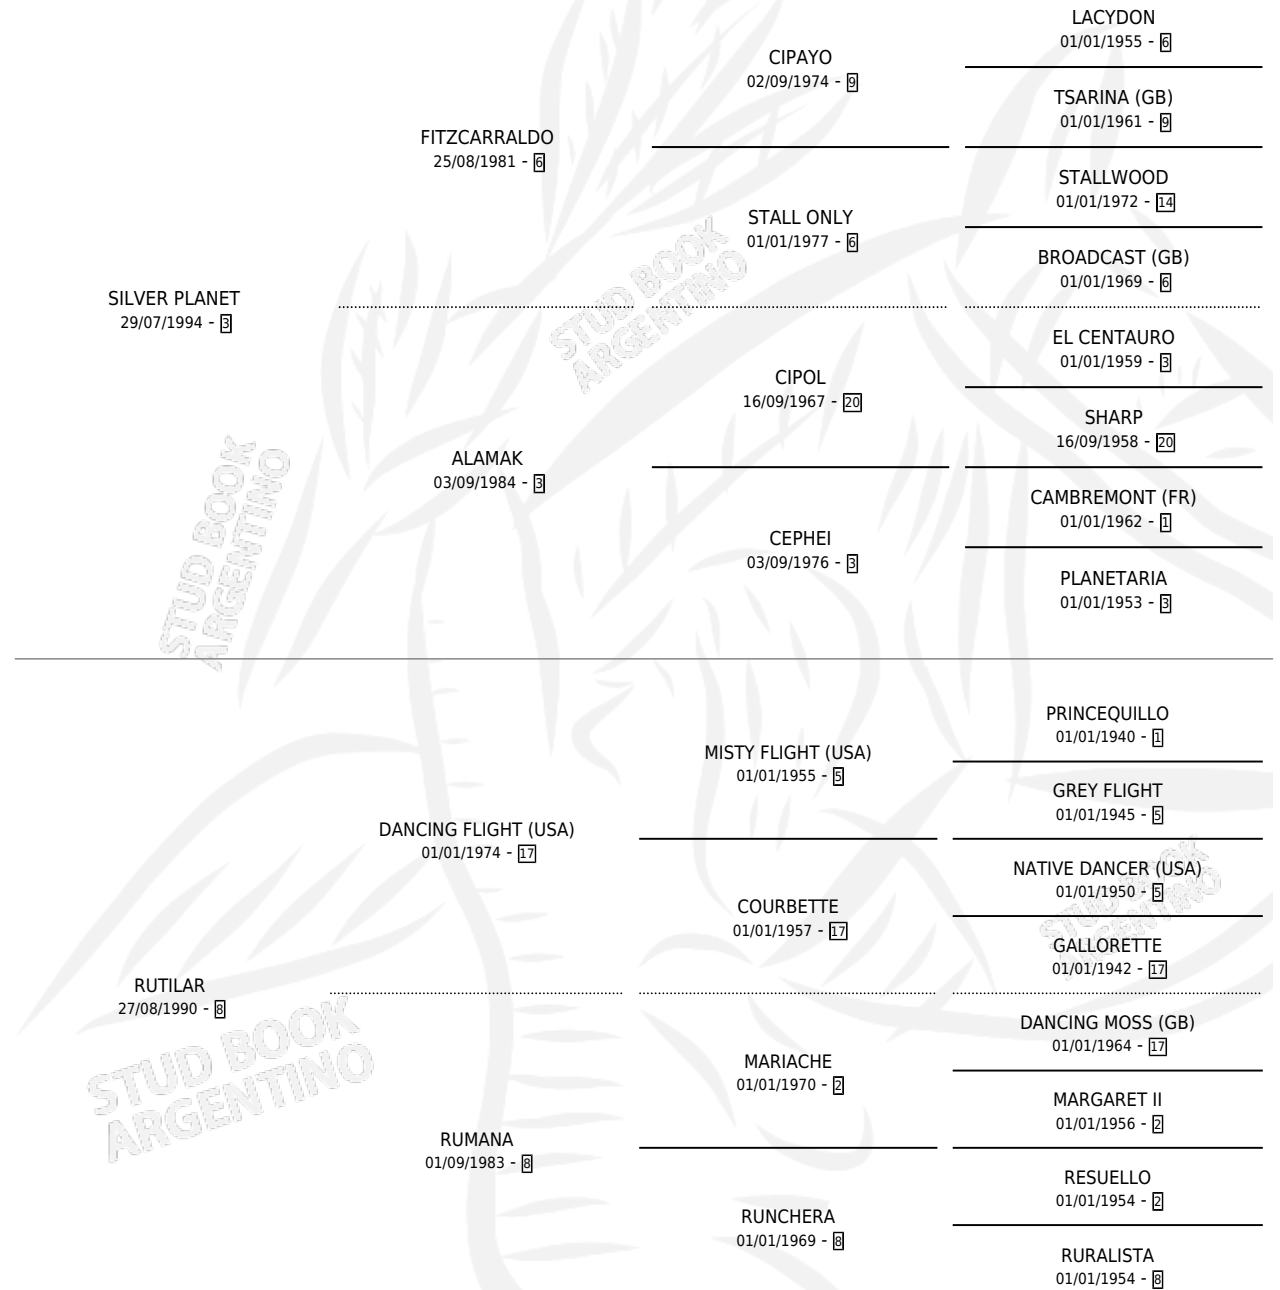 LACYDON
01/01/1955 - 6
CIPAYO
02/09/1974 - 9
TSARINA (GB)
01/01/1961 - 9
FITZCARRALDO
25/08/1981 - 6
STALLWOOD
01/01/1972 - 14
STALL ONLY
01/01/1977 - 6
BROADCAST (GB)
01/01/1969 - 6
SILVER PLANET
29/07/1994 - 3
STUD BOOK
ARGENTINO
EL CENTAURO
01/01/1959 - 3
CIPOL
16/09/1967 - 20
SHARP
16/09/1958 - 20
ALAMAK
03/09/1984 - 3
CAMBREMONT (FR)
01/01/1962 - 1
CEPHEI
03/09/1976 - 3
PLANETARIA
01/01/1953 - 3
STUD BOOK
ARGENTINO
PRINCEQUILLO
01/01/1940 - 1
MISTY FLIGHT (USA)
01/01/1955 - 5
GREY FLIGHT
01/01/1945 - 5
DANCING FLIGHT (USA)
01/01/1974 - 17
NATIVE DANCER (USA)
01/01/1950 - 5
COURBETTE
01/01/1957 - 17
STUD BOOK
ARGENTINO
GALLORETTE
01/01/1942 - 17
RUTILAR
27/08/1990 - 8
STUD BOOK
ARGENTINO
DANCING MOSS (GB)
01/01/1964 - 17
MARIACHE
01/01/1970 - 2
MARGARET II
01/01/1956 - 2
RUMANA
01/09/1983 - 8
RESUELLO
01/01/1954 - 2
RUNCHERA
01/01/1969 - 8
RURALISTA
01/01/1954 - 8